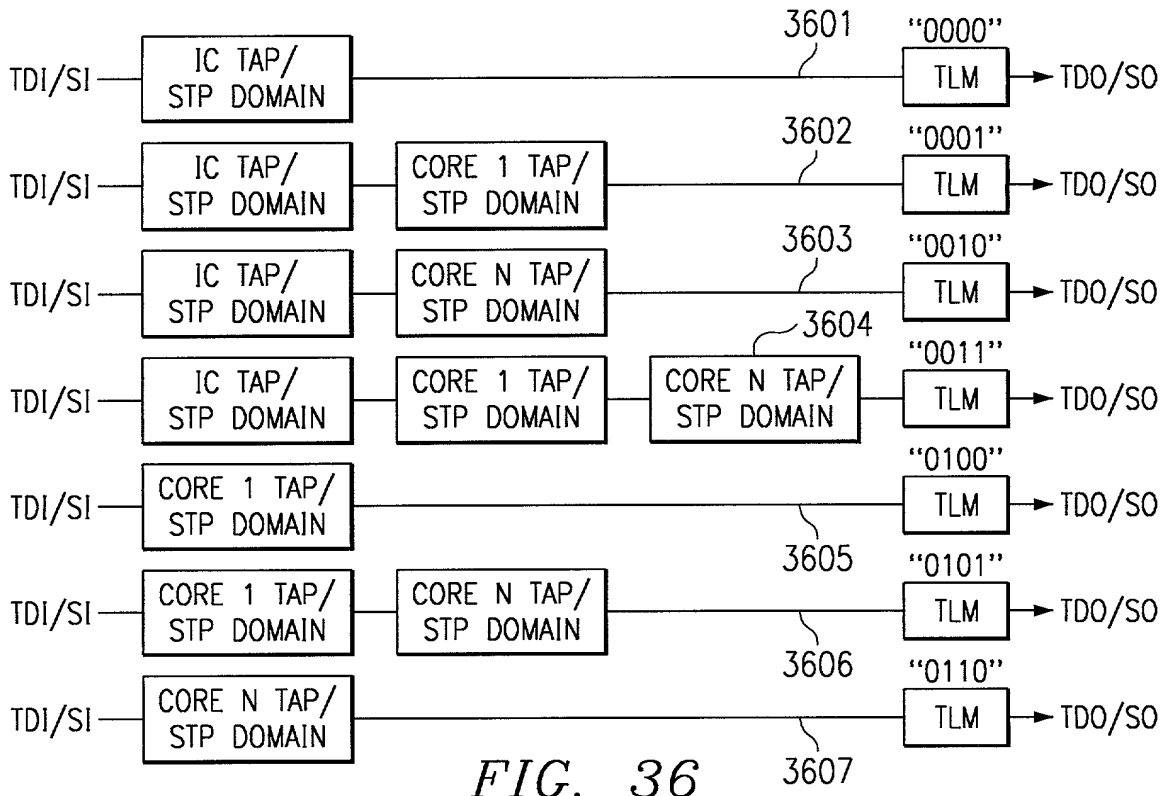 3601
"0000"
TDI/SI
IC TAP/
STP DOMAIN
TLM
TDO/SO
3602
"0001"
TDI/SI
IC TAP/
STP DOMAIN
CORE 1 TAP/
STP DOMAIN
TLM
TDO/SO
3603
"0010"
TDI/SI
IC TAP/
STP DOMAIN
CORE N TAP/
STP DOMAIN
TLM
TDO/SO
3604
"0011"
TDI/SI
IC TAP/
STP DOMAIN
CORE 1 TAP/
STP DOMAIN
CORE N TAP/
STP DOMAIN
TLM
TDO/SO
"0100"
TDI/SI
CORE 1 TAP/
STP DOMAIN
TLM
TDO/SO
3605
"0101"
TDI/SI
CORE 1 TAP/
STP DOMAIN
CORE N TAP/
STP DOMAIN
TLM
TDO/SO
3606
"0110"
TDI/SI
CORE N TAP/
STP DOMAIN
TLM
TDO/SO
3607
FIG. 36